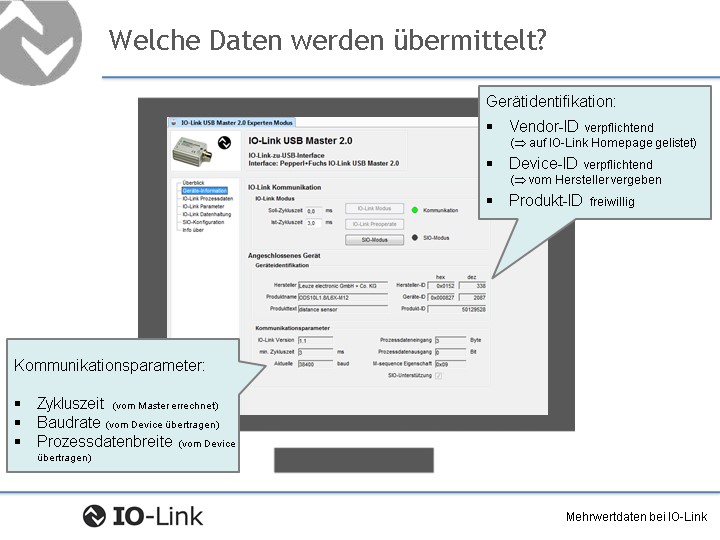 Welche Daten werden übermittelt?
Gerätidentifikation:
▪ Vendor-ID verpflichtend
(⇒ auf IO-Link Homepage gelistet)
▪ Device-ID verpflichtend
(⇒ vom Hersteller vergeben
▪ Produkt-ID freiwillig
IO-Link USB Master 2.0 Experten Modus
IO-Link USB Master 2.0
IO-Link-zu-USB-Interface
Interface: Pepperl+Fuchs IO-Link USB Master 2.0
Überblick
Geräte-Information
IO-Link Prozessdaten
IO-Link Parameter
IO-Link Datenhaltung
SIO-Konfiguration
Info über
IO-Link Kommunikation
IO-Link Modus
Soll-Zykluszeit 0,0 ms IO-Link Modus Kommunikation
Ist-Zykluszeit 3,0 ms IO-Link Preoperate
SIO-Modus SIO-Modus
Angeschlossenes Gerät
Geräteidentifikation
hex dez
Hersteller Leuze electronic GmbH + Co. KG Hersteller-ID 0x0152 338
Produktname ODS10L1.8/LEX-M12 Geräte-ID 0x000827 2087
Produkttext distance sensor Produkt-ID 50129528
Kommunikationsparameter
IO-Link Version 1.1 Prozessdateneingang 3 Byte
min. Zykluszeit 3 ms Prozessdatenausgang 0 Bit
Aktuelle 38400 baud M-sequence Eigenschaft 0x09
SIO-Unterstützung
Kommunikationsparameter:
▪ Zykluszeit (vom Master errechnet)
▪ Baudrate (vom Device übertragen)
▪ Prozessdatenbreite (vom Device
übertragen)
IO-Link
Mehrwertdaten bei IO-Link